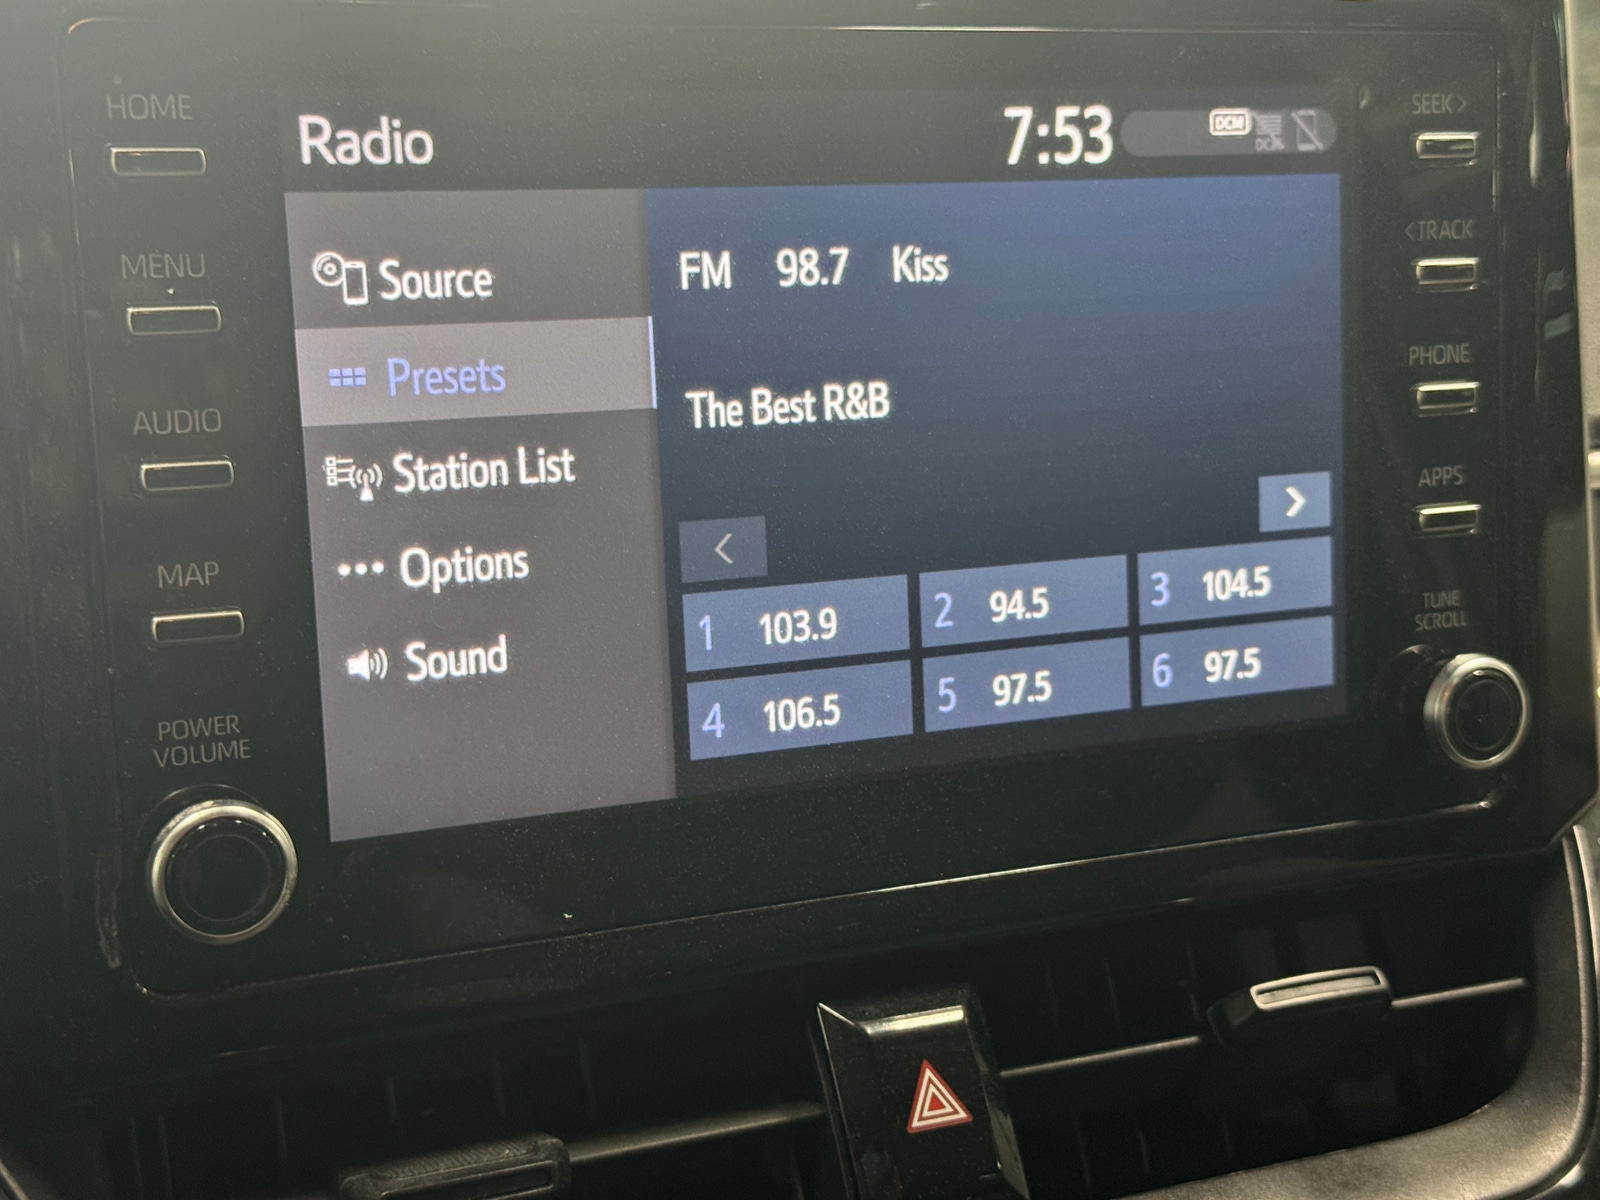 HOME
MENU
AUDIO
MAP
POWER
VOLUME
Radio
7:53
DCM
Source
Presets
Station List
Options
Sound
FM 98.7 Kiss
The Best R&B
<
>
1 103.9
2 94.5
3 104.5
4 106.5
5 97.5
6 97.5
SEEK >
< TRACK
PHONE
APPS
TUNE
SCROLL